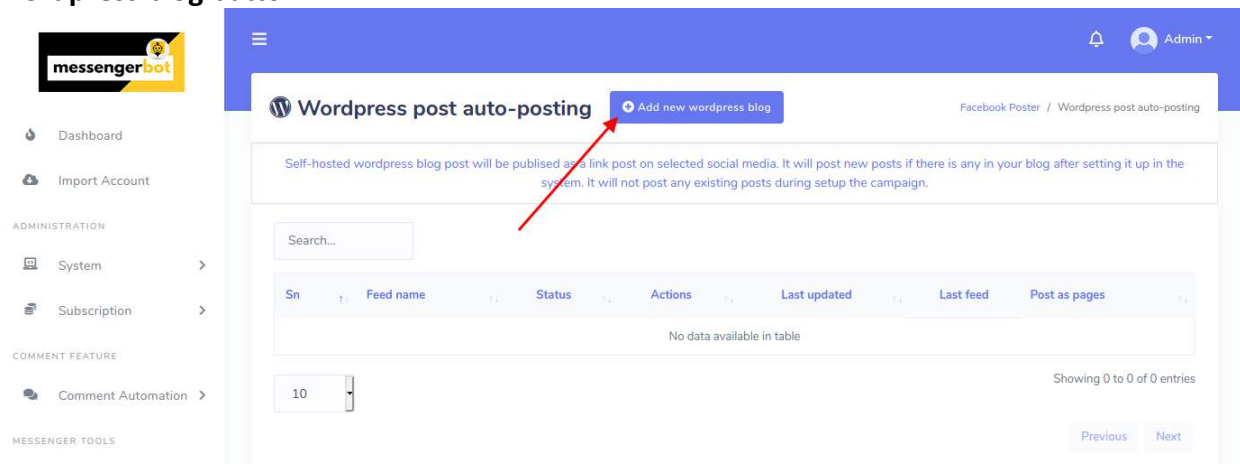 messengerbot
Admin
Wordpress post auto-posting
Add new wordpress blog
Facebook Poster / Wordpress post auto-posting
Dashboard
Self-hosted wordpress blog post will be publised as a link post on selected social media. It will post new posts if there is any in your blog after setting it up in the
system. It will not post any existing posts during setup the campaign.
Import Account
ADMINISTRATION
Search...
System
Sn Feed name Status Actions Last updated Last feed Post as pages
Subscription
No data available in table
COMMENT FEATURE
Showing 0 to 0 of 0 entries
10
Comment Automation
Previous Next
MESSENGER TOOLS